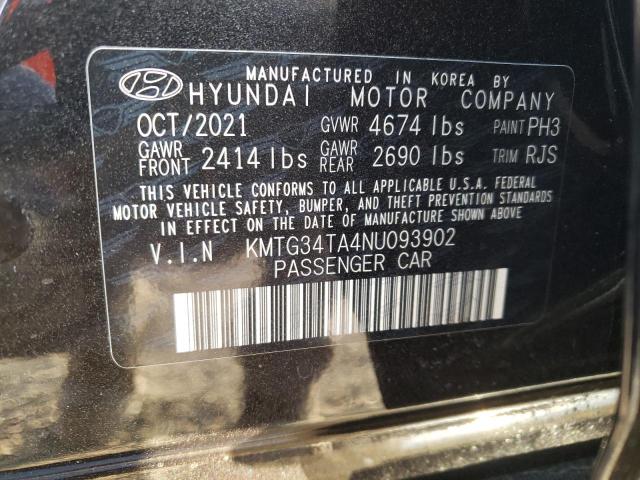 MANUFACTURED IN KOREA BY
HYUNDAI MOTOR COMPANY
OCT/2021 GVWR 4674 lbs PAINT PH3
GAWR FRONT 2414 lbs GAWR REAR 2690 lbs TRIM RJS
THIS VEHICLE CONFORMS TO ALL APPLICABLE U.S.A. FEDERAL
MOTOR VEHICLE SAFETY, BUMPER, AND THEFT PREVENTION STANDARDS
IN EFFECT ON THE DATE OF MANUFACTURE SHOWN ABOVE.
V.I.N KMTG34TA4NU093902
PASSENGER CAR